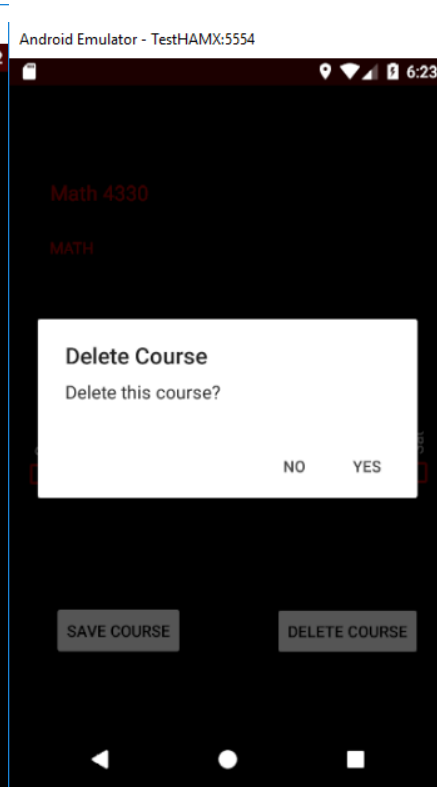 Android Emulator - TestHAMX:5554
6:23
Math 4330
MATH
Delete Course
Delete this course?
Sat
NO YES
SAVE COURSE DELETE COURSE